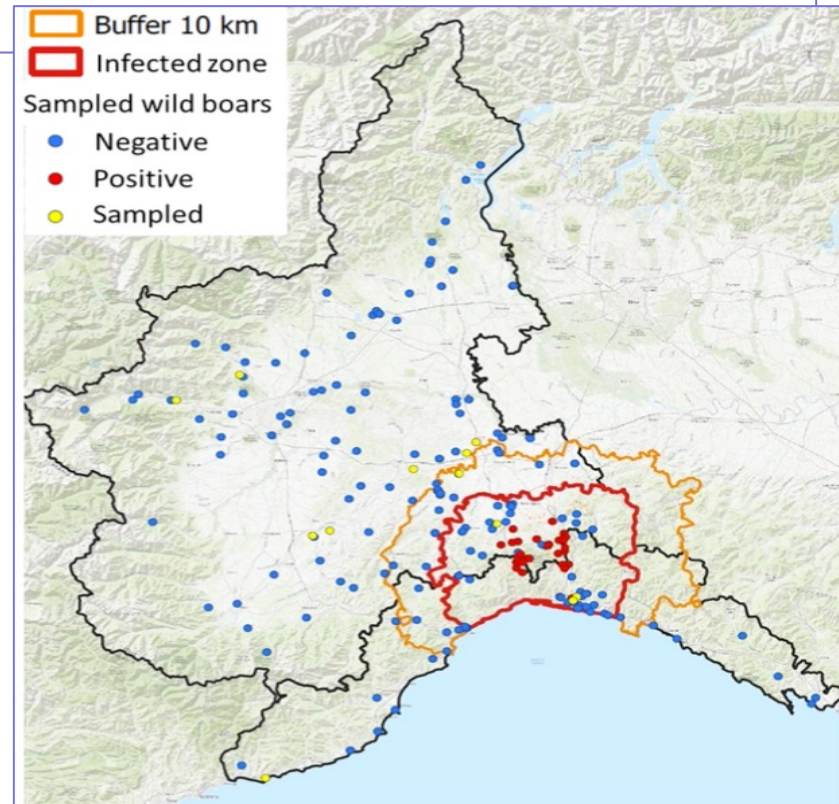 Buffer 10 km
Infected zone
Sampled wild boars
Negative
Positive
Sampled